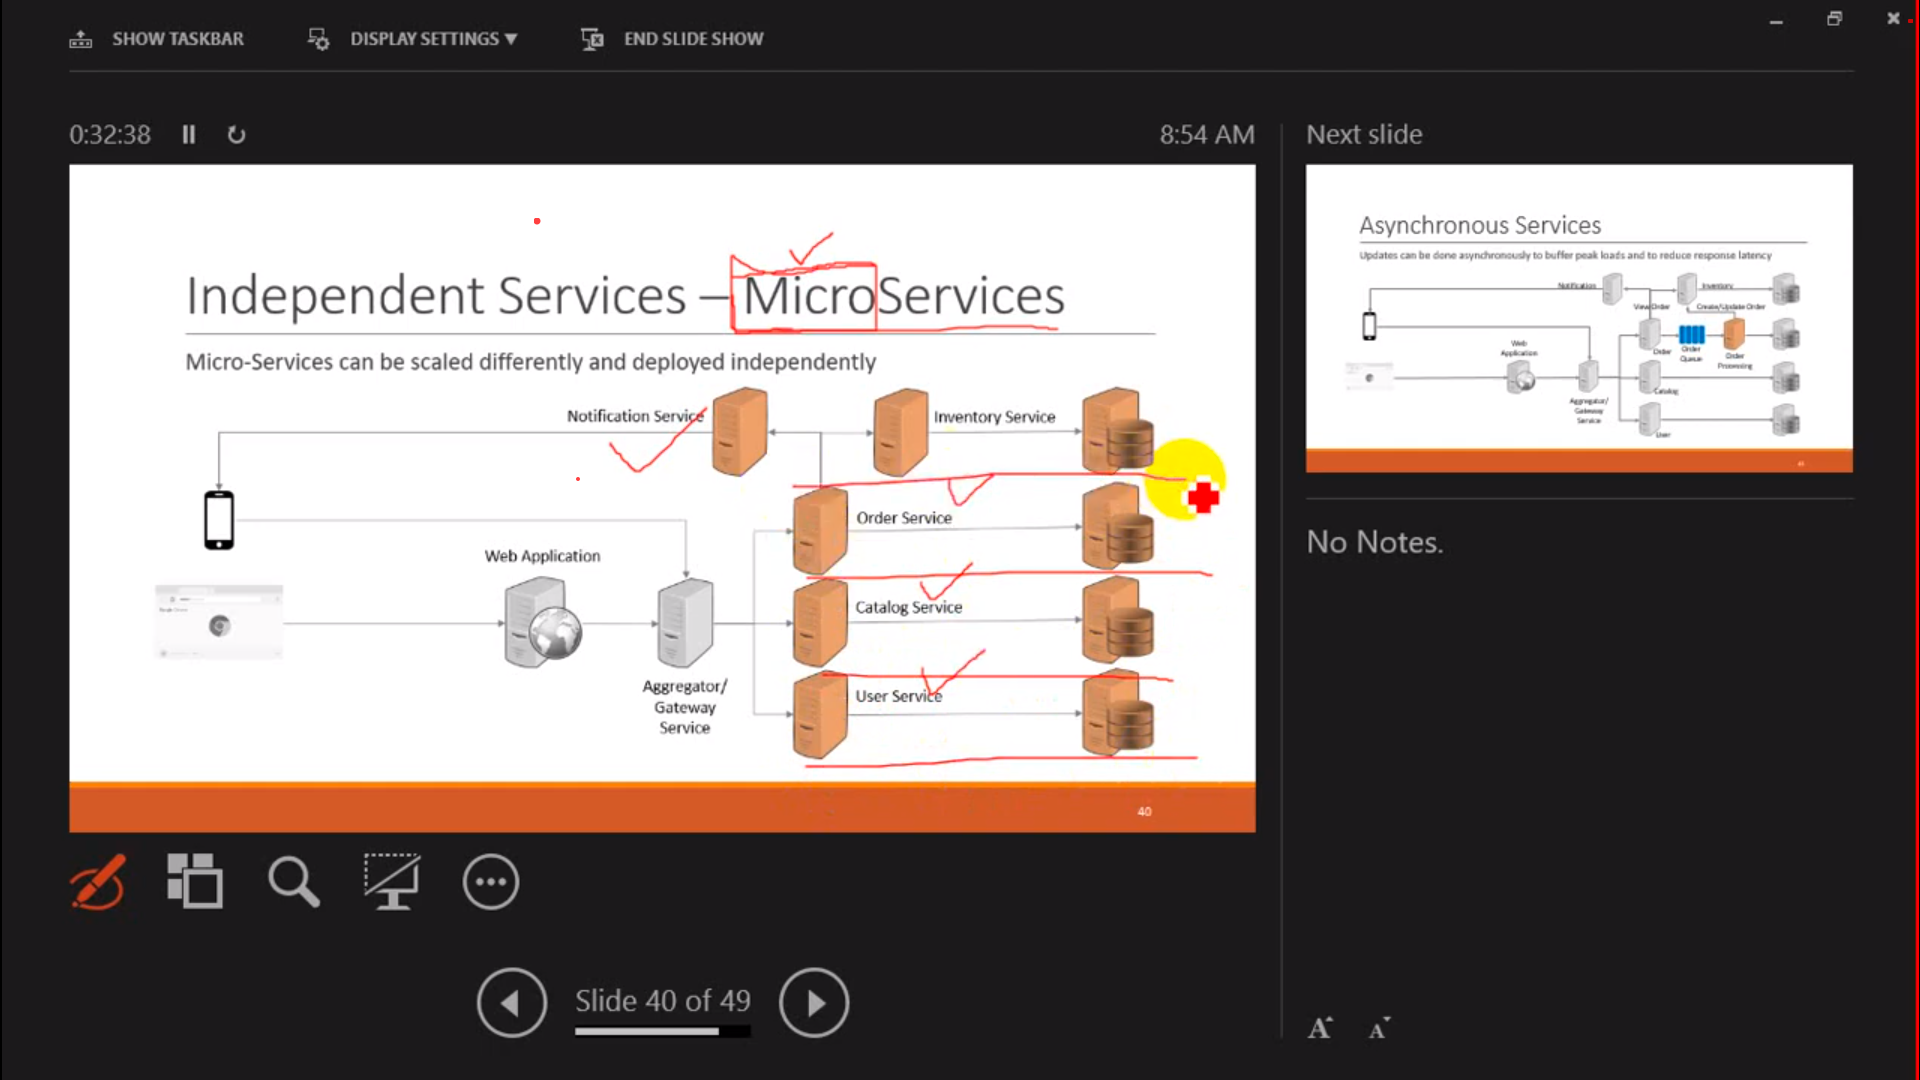 SHOW TASKBAR
DISPLAY SETTINGS ▼
END SLIDE SHOW
0:32:38
8:54 AM
Next slide
Independent Services – MicroServices
Micro-Services can be scaled differently and deployed independently
Notification Service
Inventory Service
Order Service
Web Application
Catalog Service
Aggregator/
Gateway
Service
User Service
40
Asynchronous Services
Updates can be done asynchronously to buffer peak loads and to reduce response latency
Notification
Inventory
View Order
Create/Update Order
Web
Application
Order
Order
Queue
Order
Processing
Catalog
Aggregator/
Gateway
Service
User
No Notes.
Slide 40 of 49
A
A